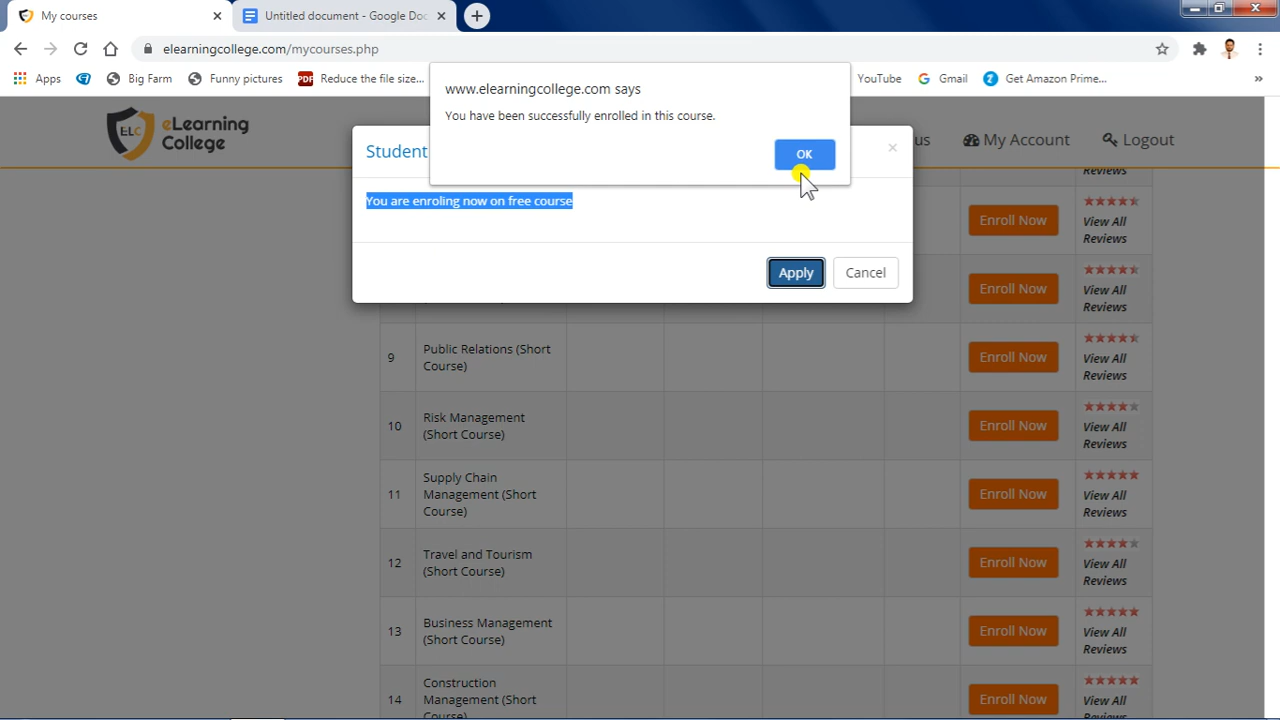 My courses
Untitled document - Google Doc
elearningcollege.com/mycourses.php
Apps
Big Farm
Funny pictures
PDF
Reduce the file size...
YouTube
Gmail
Get Amazon Prime...
»
www.elearningcollege.com says
You have been successfully enrolled in this course.
OK
ELC
eLearning
College
us
My Account
Logout
Student
You are enroling now on free course
Apply
Cancel
Reviews
Enroll Now
View All
Reviews
Enroll Now
View All
Reviews
9
Public Relations (Short
Course)
Enroll Now
View All
Reviews
10
Risk Management
(Short Course)
Enroll Now
View All
Reviews
11
Supply Chain
Management (Short
Course)
Enroll Now
View All
Reviews
12
Travel and Tourism
(Short Course)
Enroll Now
View All
Reviews
13
Business Management
(Short Course)
Enroll Now
View All
Reviews
14
Construction
Management (Short
Course)
Enroll Now
View All
Reviews